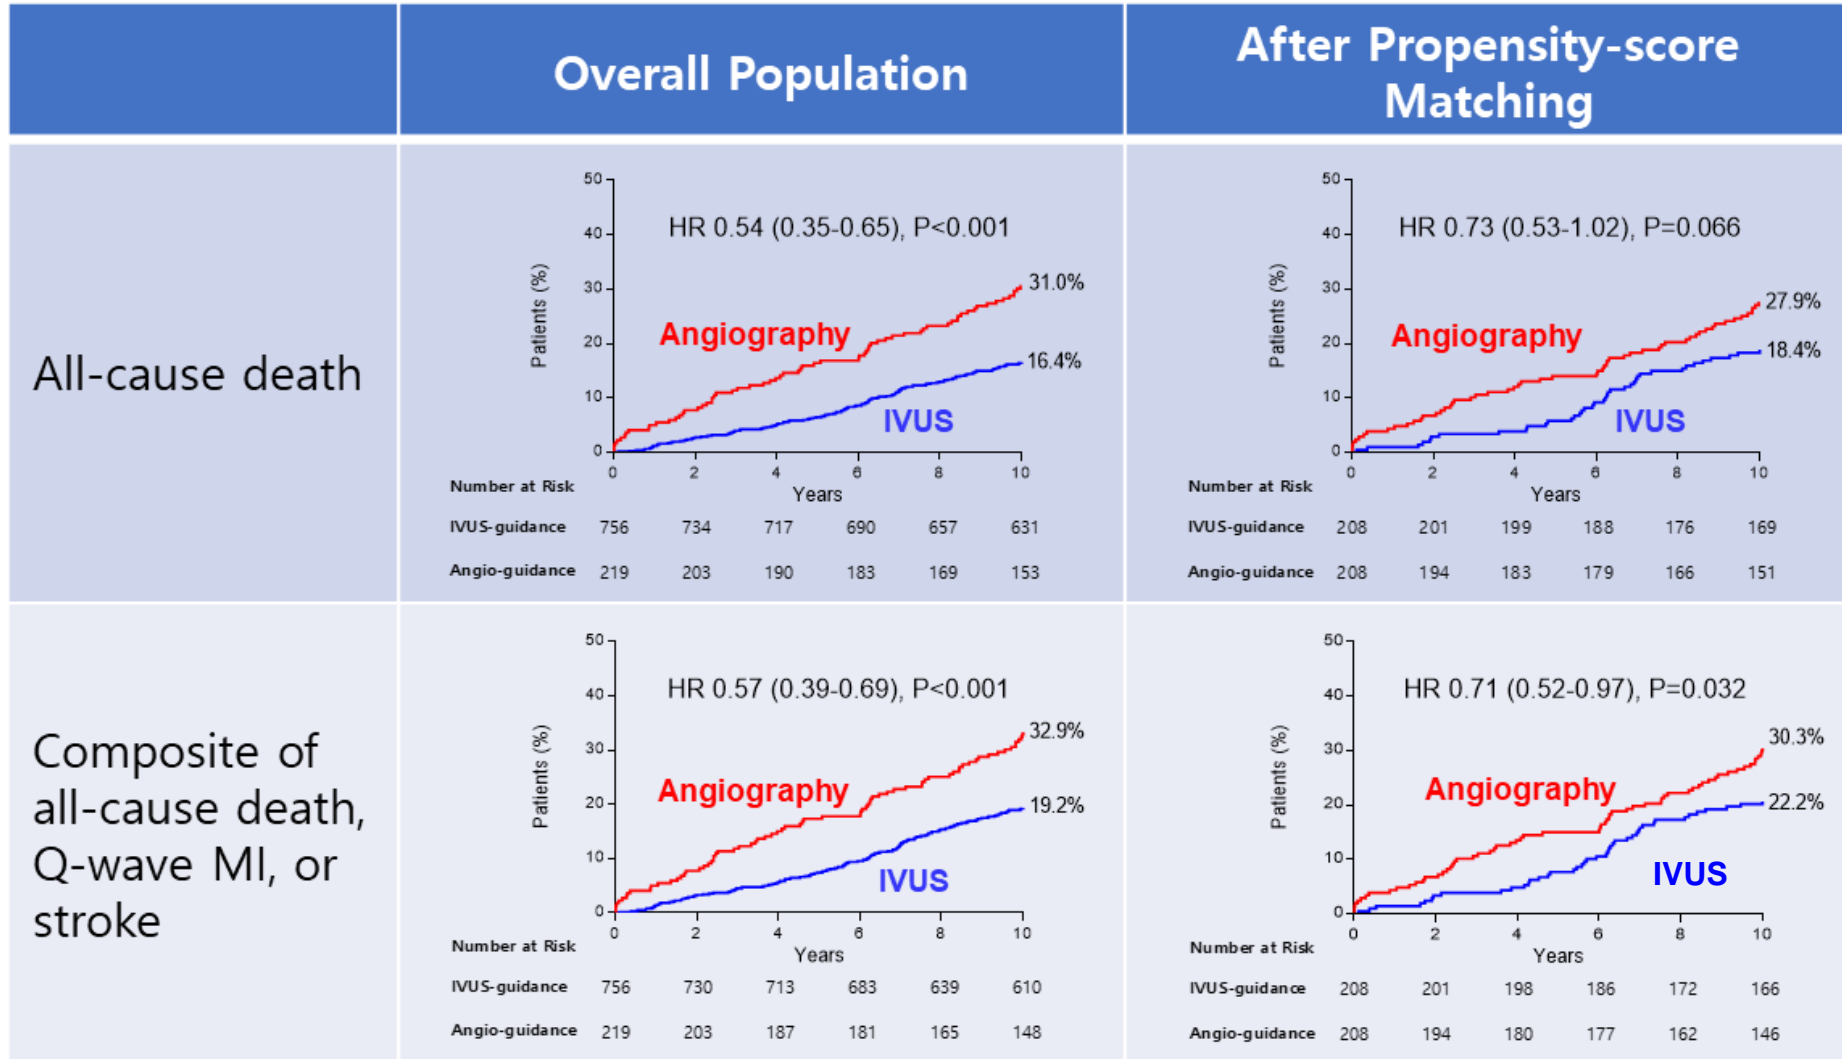 Overall Population
After Propensity-score
Matching
All-cause death
50
40
30
20
10
0
Patients (%)
HR 0.54 (0.35-0.65), P<0.001
31.0%
Angiography
16.4%
IVUS
0 2 4 6 8 10
Years
Number at Risk
IVUS-guidance 756 734 717 690 657 631
Angio-guidance 219 203 190 183 169 153
50
40
30
20
10
0
Patients (%)
HR 0.73 (0.53-1.02), P=0.066
27.9%
Angiography
18.4%
IVUS
0 2 4 6 8 10
Years
Number at Risk
IVUS-guidance 208 201 199 188 176 169
Angio-guidance 208 194 183 179 166 151
Composite of
all-cause death,
Q-wave MI, or
stroke
50
40
30
20
10
0
Patients (%)
HR 0.57 (0.39-0.69), P<0.001
32.9%
Angiography
19.2%
IVUS
0 2 4 6 8 10
Years
Number at Risk
IVUS-guidance 756 730 713 683 639 610
Angio-guidance 219 203 187 181 165 148
50
40
30
20
10
0
Patients (%)
HR 0.71 (0.52-0.97), P=0.032
30.3%
Angiography
22.2%
IVUS
0 2 4 6 8 10
Years
Number at Risk
IVUS-guidance 208 201 198 186 172 166
Angio-guidance 208 194 180 177 162 146